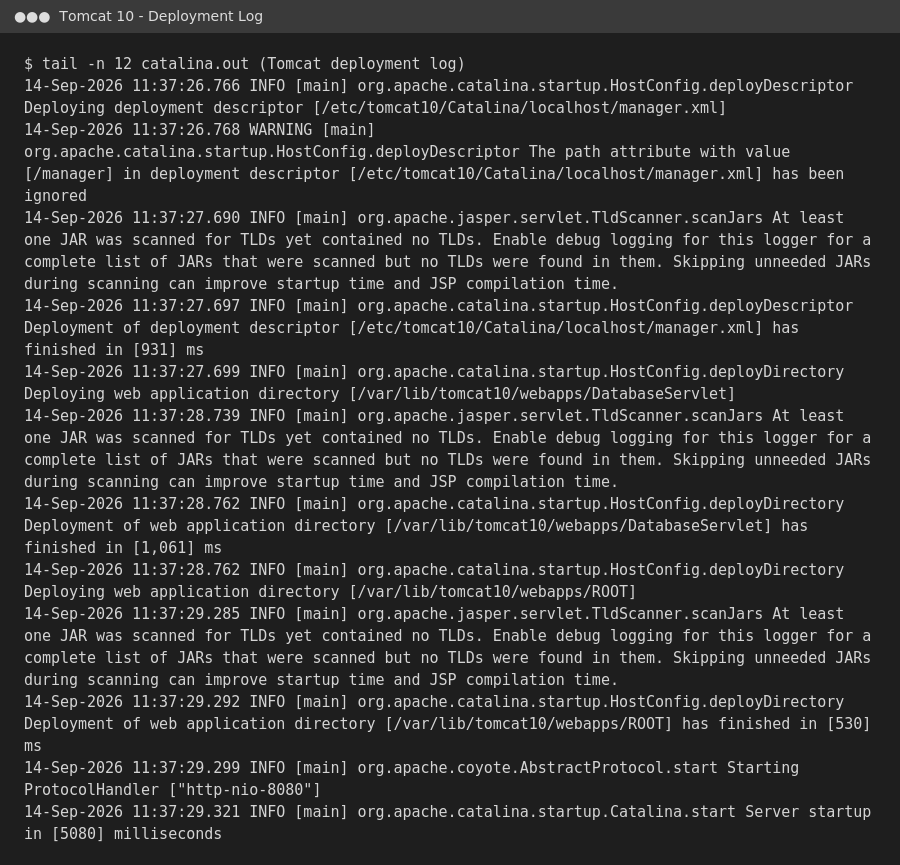 Tomcat 10 - Deployment Log
$ tail -n 12 catalina.out (Tomcat deployment log)
14-Sep-2026 11:37:26.766 INFO [main] org.apache.catalina.startup.HostConfig.deployDescriptor
Deploying deployment descriptor [/etc/tomcat10/Catalina/localhost/manager.xml]
14-Sep-2026 11:37:26.768 WARNING [main]
org.apache.catalina.startup.HostConfig.deployDescriptor The path attribute with value
[/manager] in deployment descriptor [/etc/tomcat10/Catalina/localhost/manager.xml] has been
ignored
14-Sep-2026 11:37:27.690 INFO [main] org.apache.jasper.servlet.TldScanner.scanJars At least
one JAR was scanned for TLDs yet contained no TLDs. Enable debug logging for this logger for a
complete list of JARs that were scanned but no TLDs were found in them. Skipping unneeded JARs
during scanning can improve startup time and JSP compilation time.
14-Sep-2026 11:37:27.697 INFO [main] org.apache.catalina.startup.HostConfig.deployDescriptor
Deployment of deployment descriptor [/etc/tomcat10/Catalina/localhost/manager.xml] has
finished in [931] ms
14-Sep-2026 11:37:27.699 INFO [main] org.apache.catalina.startup.HostConfig.deployDirectory
Deploying web application directory [/var/lib/tomcat10/webapps/DatabaseServlet]
14-Sep-2026 11:37:28.739 INFO [main] org.apache.jasper.servlet.TldScanner.scanJars At least
one JAR was scanned for TLDs yet contained no TLDs. Enable debug logging for this logger for a
complete list of JARs that were scanned but no TLDs were found in them. Skipping unneeded JARs
during scanning can improve startup time and JSP compilation time.
14-Sep-2026 11:37:28.762 INFO [main] org.apache.catalina.startup.HostConfig.deployDirectory
Deployment of web application directory [/var/lib/tomcat10/webapps/DatabaseServlet] has
finished in [1,061] ms
14-Sep-2026 11:37:28.762 INFO [main] org.apache.catalina.startup.HostConfig.deployDirectory
Deploying web application directory [/var/lib/tomcat10/webapps/ROOT]
14-Sep-2026 11:37:29.285 INFO [main] org.apache.jasper.servlet.TldScanner.scanJars At least
one JAR was scanned for TLDs yet contained no TLDs. Enable debug logging for this logger for a
complete list of JARs that were scanned but no TLDs were found in them. Skipping unneeded JARs
during scanning can improve startup time and JSP compilation time.
14-Sep-2026 11:37:29.292 INFO [main] org.apache.catalina.startup.HostConfig.deployDirectory
Deployment of web application directory [/var/lib/tomcat10/webapps/ROOT] has finished in [530]
ms
14-Sep-2026 11:37:29.299 INFO [main] org.apache.coyote.AbstractProtocol.start Starting
ProtocolHandler ["http-nio-8080"]
14-Sep-2026 11:37:29.321 INFO [main] org.apache.catalina.startup.Catalina.start Server startup
in [5080] milliseconds